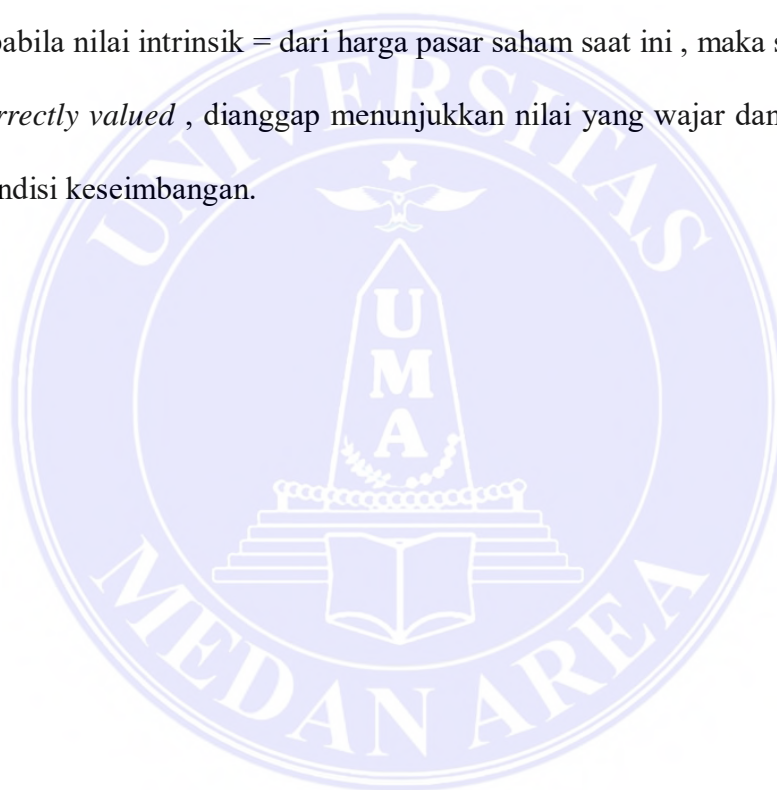 pabila nilai intrinsik = dari harga pasar saham saat ini , maka s
rrectly valued , dianggap menunjukkan nilai yang wajar dan
ndisi keseimbangan.
UNIVERSITAS
UMA
MEDAN AREA